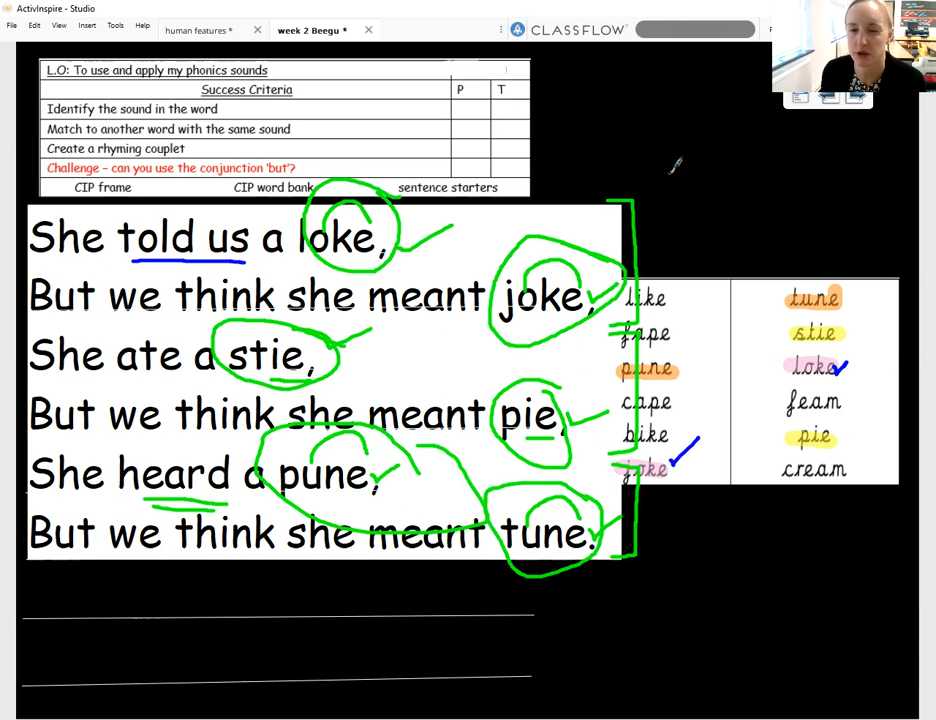 ActivInspire - Studio
File Edit View Insert Tools Help
human features *
week 2 Beegu *
CLASSFLOW
L.O: To use and apply my phonics sounds
Success Criteria P T
Identify the sound in the word
Match to another word with the same sound
Create a rhyming couplet
Challenge – can you use the conjunction 'but'?
CIP frame CIP word bank sentence starters
She told us a loke,
But we think she meant joke,
She ate a stie,
But we think she meant pie,
She heard a pune,
But we think she meant tune.
like tune
fape stie
pune loke
cape feam
bike pie
joke cream